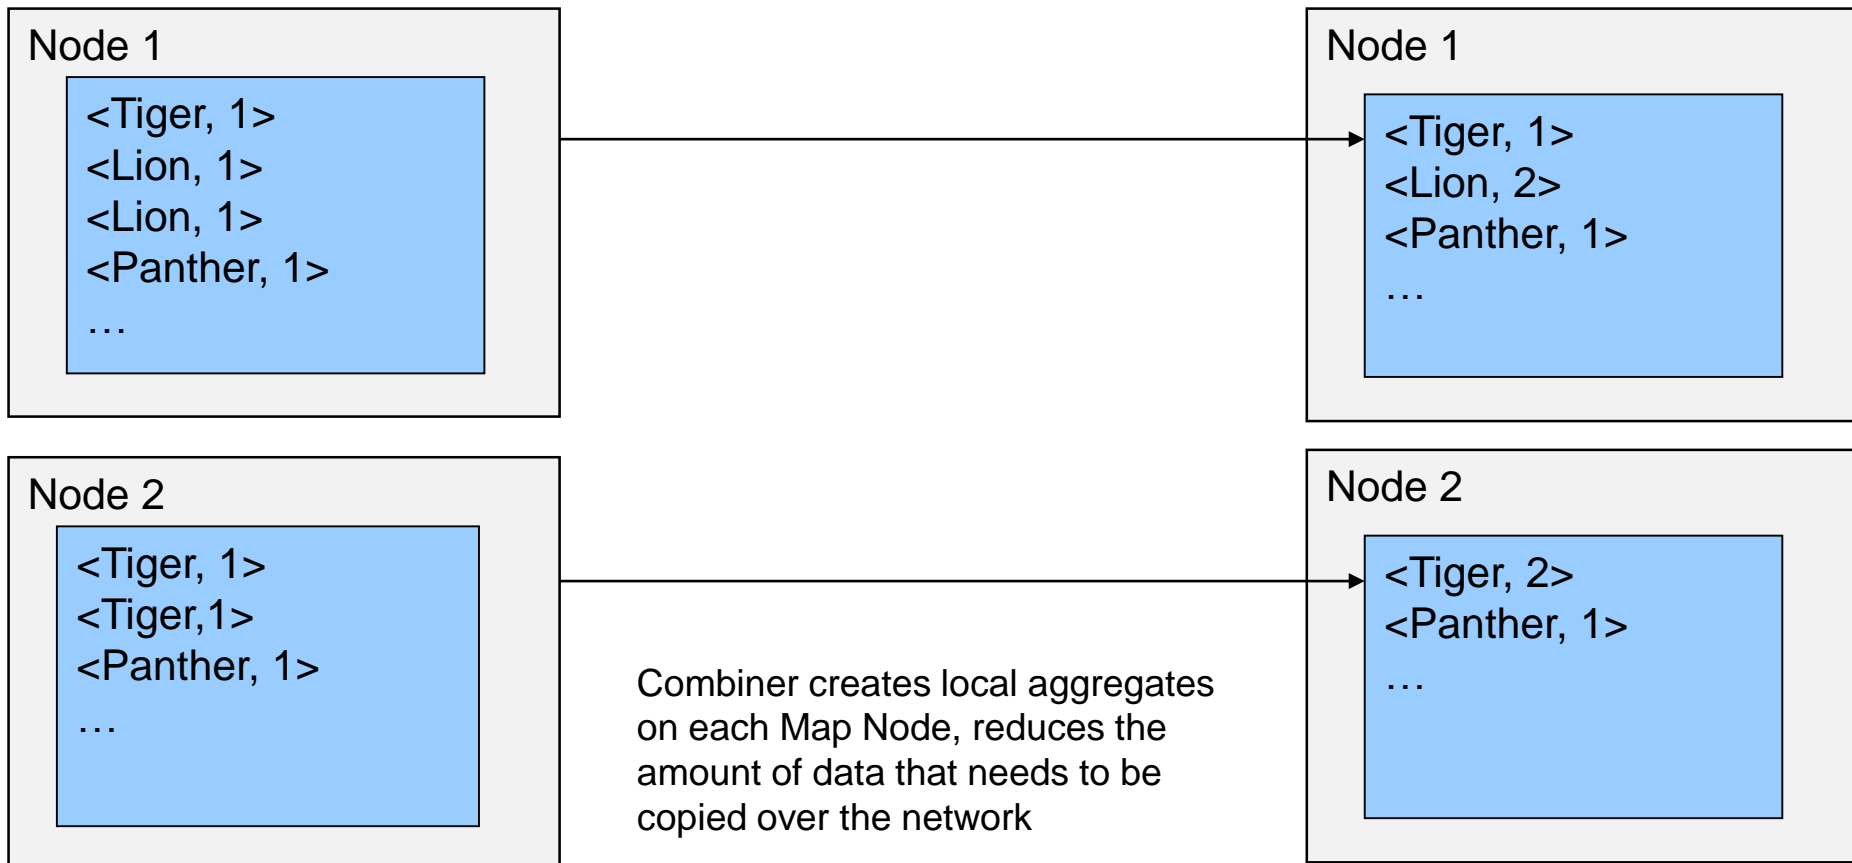 Node 1
<Tiger, 1>
<Lion, 1>
<Lion, 1>
<Panther, 1>
…
Node 1
<Tiger, 1>
<Lion, 2>
<Panther, 1>
…
Node 2
<Tiger, 1>
<Tiger,1>
<Panther, 1>
…
Combiner creates local aggregates
on each Map Node, reduces the
amount of data that needs to be
copied over the network
Node 2
<Tiger, 2>
<Panther, 1>
…